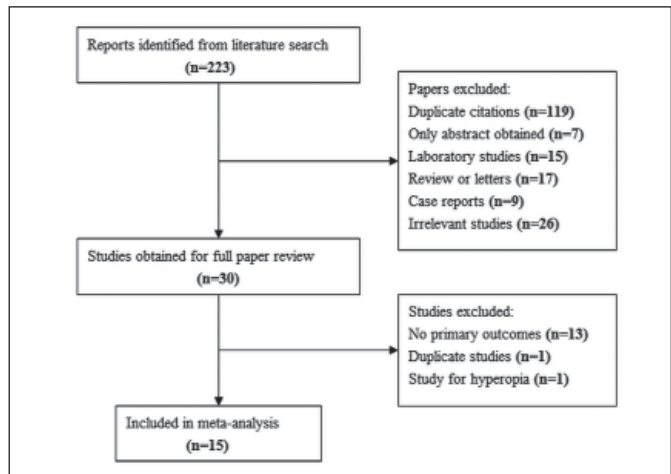 Reports identified from literature search
(n=223)
Papers excluded:
Duplicate citations (n=119)
Only abstract obtained (n=7)
Laboratory studies (n=15)
Review or letters (n=17)
Case reports (n=9)
Irrelevant studies (n=26)
Studies obtained for full paper review
(n=30)
Studies excluded:
No primary outcomes (n=13)
Duplicate studies (n=1)
Study for hyperopia (n=1)
Included in meta-analysis
(n=15)